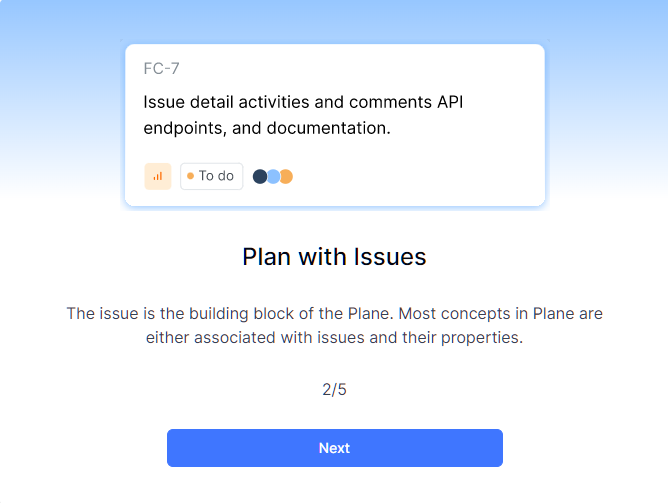 FC-7
Issue detail activities and comments API
endpoints, and documentation.
To do
Plan with Issues
The issue is the building block of the Plane. Most concepts in Plane are
either associated with issues and their properties.
2/5
Next